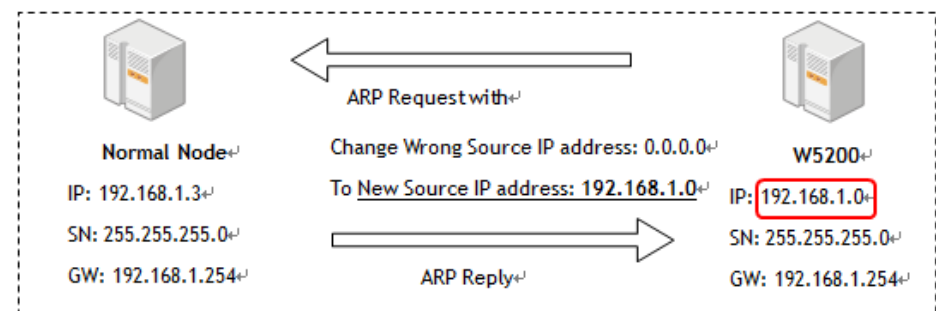 ARP Request with
Change Wrong Source IP address: 0.0.0.0
To New Source IP address: 192.168.1.0
ARP Reply
Normal Node
IP: 192.168.1.3
SN: 255.255.255.0
GW: 192.168.1.254
W5200
IP: 192.168.1.0
SN: 255.255.255.0
GW: 192.168.1.254